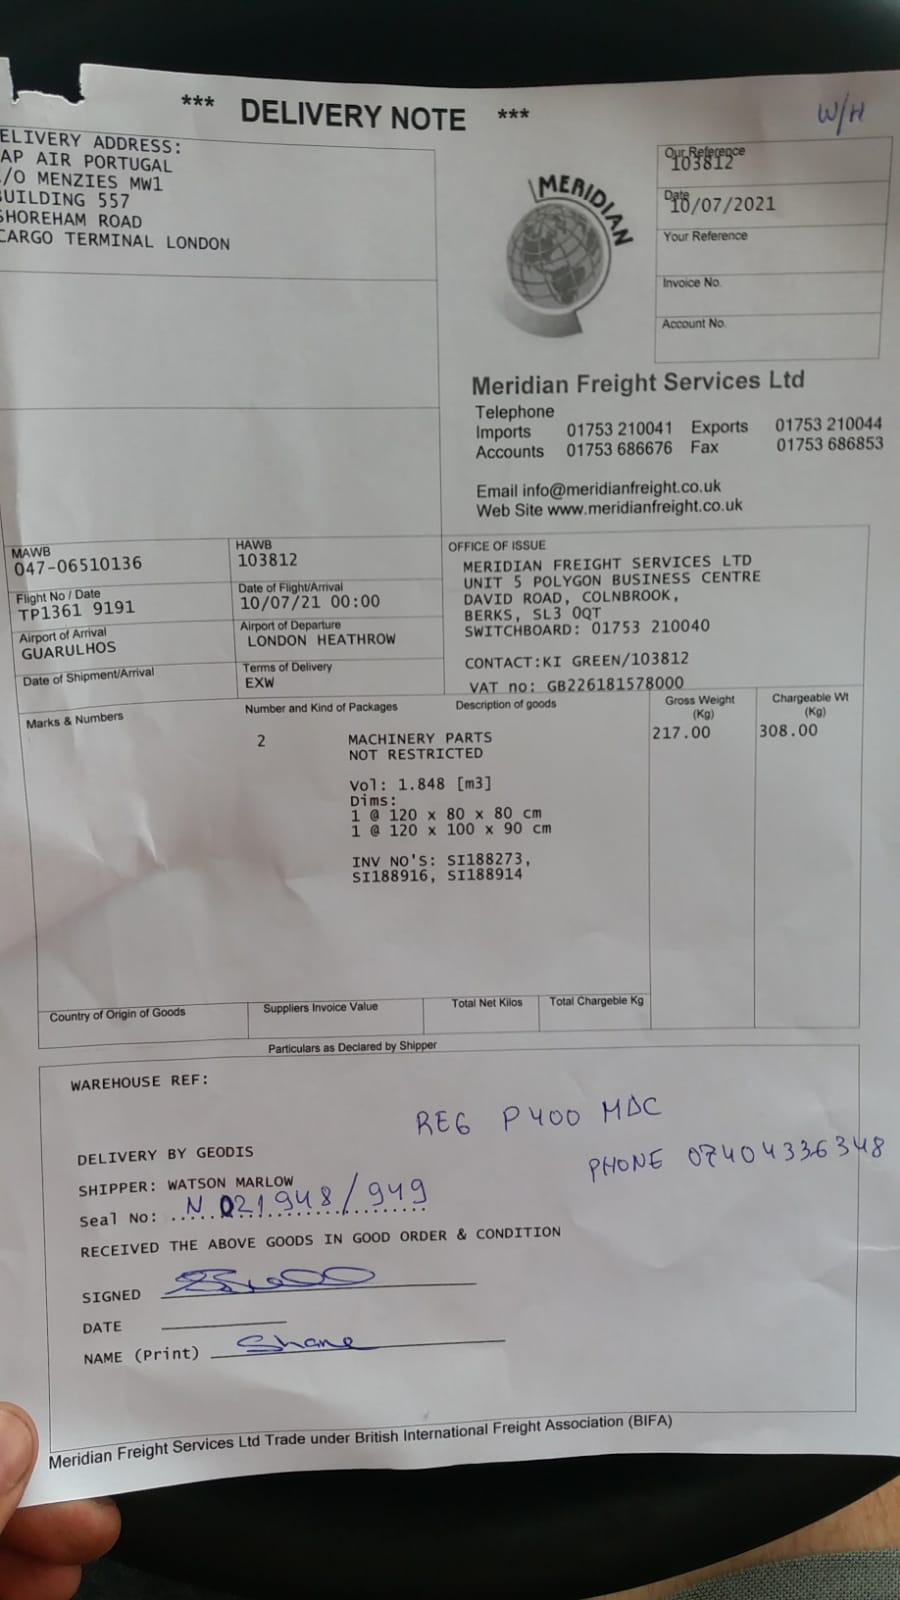 *** DELIVERY NOTE ***
W/H
ELIVERY ADDRESS:
AP AIR PORTUGAL
/O MENZIES MW1
BUILDING 557
SHOREHAM ROAD
CARGO TERMINAL LONDON
MERIDIAN
Our Reference
103812
Date
10/07/2021
Your Reference
Invoice No.
Account No.
Meridian Freight Services Ltd
Telephone
Imports 01753 210041 Exports 01753 210044
Accounts 01753 686676 Fax 01753 686853
Email info@meridianfreight.co.uk
Web Site www.meridianfreight.co.uk
MAWB
047-06510136
HAWB
103812
Flight No / Date
TP1361 9191
Date of Flight/Arrival
10/07/21 00:00
Airport of Arrival
GUARULHOS
Airport of Departure
LONDON HEATHROW
Date of Shipment/Arrival
Terms of Delivery
EXW
OFFICE OF ISSUE
MERIDIAN FREIGHT SERVICES LTD
UNIT 5 POLYGON BUSINESS CENTRE
DAVID ROAD, COLNBROOK,
BERKS, SL3 0QT
SWITCHBOARD: 01753 210040
CONTACT:KI GREEN/103812
VAT no: GB226181578000
Marks & Numbers Number and Kind of Packages Description of goods Gross Weight (Kg) Chargeable Wt (Kg)
2 MACHINERY PARTS 217.00 308.00
NOT RESTRICTED
Vol: 1.848 [m3]
Dims:
1 @ 120 x 80 x 80 cm
1 @ 120 x 100 x 90 cm
INV NO'S: SI188273,
SI188916, SI188914
Country of Origin of Goods Suppliers Invoice Value Total Net Kilos Total Chargeble Kg
Particulars as Declared by Shipper
WAREHOUSE REF:
REG P400 MDC
DELIVERY BY GEODIS
PHONE 07404336348
SHIPPER: WATSON MARLOW
Seal No: N 021948/949
RECEIVED THE ABOVE GOODS IN GOOD ORDER & CONDITION
SIGNED
DATE
NAME (Print) Shane
Meridian Freight Services Ltd Trade under British International Freight Association (BIFA)